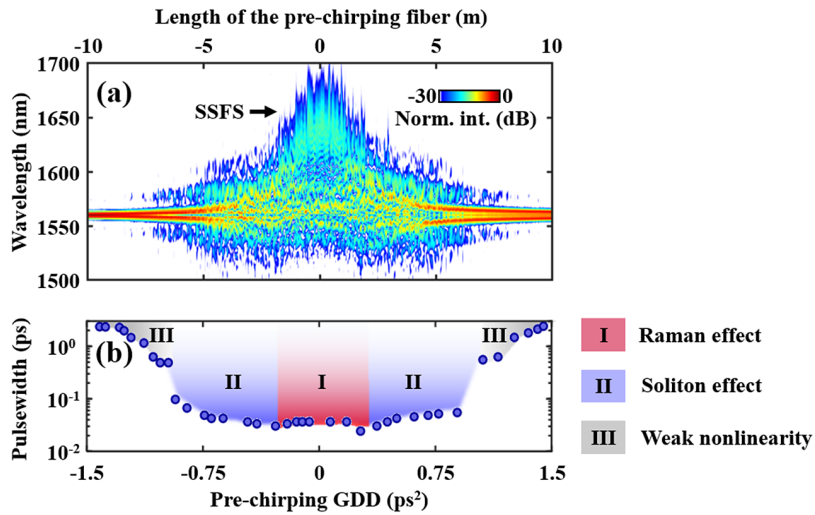 Length of the pre-chirping fiber (m)
-10 -5 0 5 10
1700
(a)
-30 0
SSFS
Norm. int. (dB)
1650
1600
1550
1500
Wavelength (nm)
(b)
III II I II III
10⁰
10⁻¹
10⁻²
Pulsewidth (ps)
-1.5 -0.75 0 0.75 1.5
Pre-chirping GDD (ps²)
I Raman effect
II Soliton effect
III Weak nonlinearity